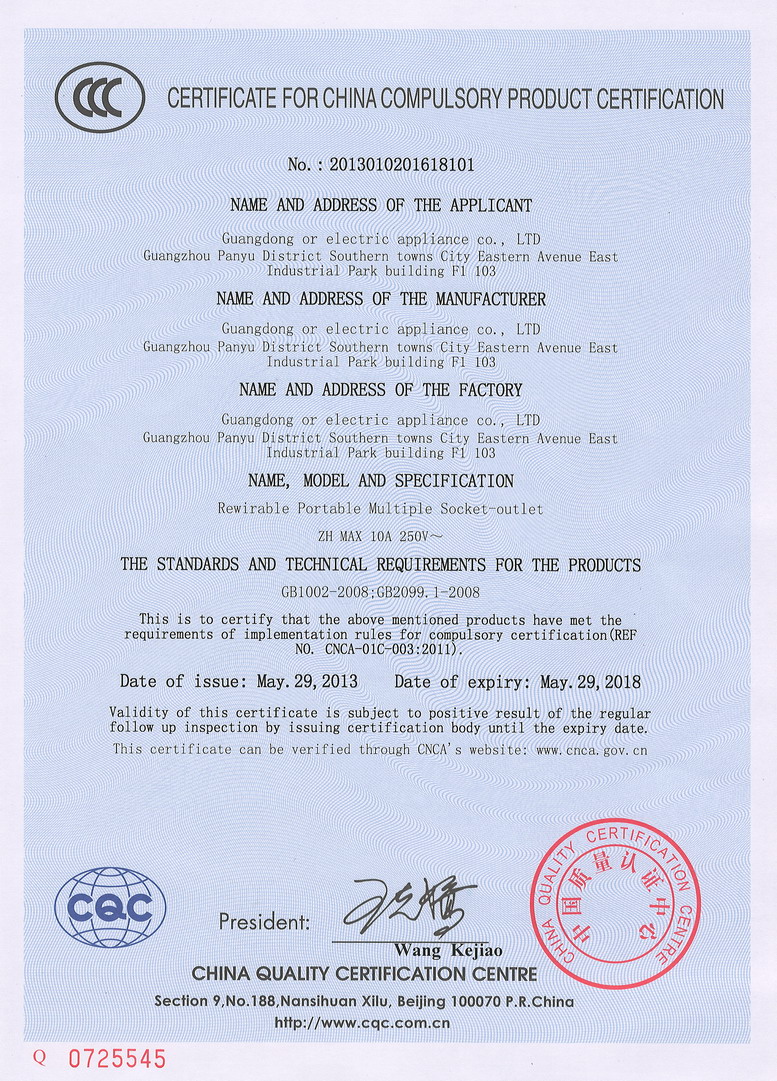 CCC
CERTIFICATE FOR CHINA COMPULSORY PRODUCT CERTIFICATION
No. : 2013010201618101
NAME AND ADDRESS OF THE APPLICANT
Guangdong or electric appliance co., LTD
Guangzhou Panyu District Southern towns City Eastern Avenue East
Industrial Park building F1 103
NAME AND ADDRESS OF THE MANUFACTURER
Guangdong or electric appliance co., LTD
Guangzhou Panyu District Southern towns City Eastern Avenue East
Industrial Park building F1 103
NAME AND ADDRESS OF THE FACTORY
Guangdong or electric appliance co., LTD
Guangzhou Panyu District Southern towns City Eastern Avenue East
Industrial Park building F1 103
NAME, MODEL AND SPECIFICATION
Rewirable Portable Multiple Socket-outlet
ZH MAX 10A 250V～
THE STANDARDS AND TECHNICAL REQUIREMENTS FOR THE PRODUCTS
GB1002-2008;GB2099.1-2008
This is to certify that the above mentioned products have met the
requirements of implementation rules for compulsory certification(REF
NO. CNCA-01C-003:2011).
Date of issue: May.29,2013 Date of expiry: May.29,2018
Validity of this certificate is subject to positive result of the regular
follow up inspection by issuing certification body until the expiry date.
This certificate can be verified through CNCA's website: www.cnca.gov.cn
CHINA QUALITY CERTIFICATION CENTRE
中国质量认证中心
CQC
President:
Wang Kejiao
CHINA QUALITY CERTIFICATION CENTRE
Section 9,No.188,Nansihuan Xilu, Beijing 100070 P.R.China
http://www.cqc.com.cn
Q 0725545